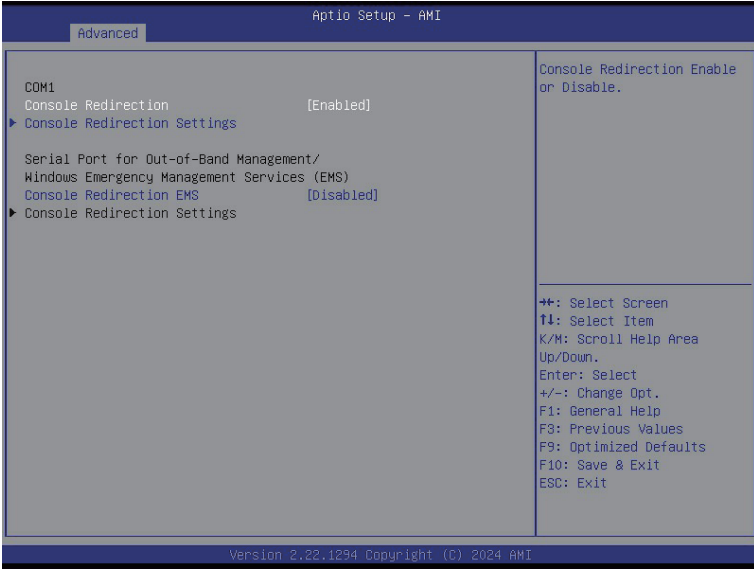 Aptio Setup – AMI
Advanced
COM1
Console Redirection [Enabled]
Console Redirection Settings
Serial Port for Out-of-Band Management/
Windows Emergency Management Services (EMS)
Console Redirection EMS [Disabled]
Console Redirection Settings
Console Redirection Enable
or Disable.
→←: Select Screen
↑↓: Select Item
K/M: Scroll Help Area
Up/Down.
Enter: Select
+/-: Change Opt.
F1: General Help
F3: Previous Values
F9: Optimized Defaults
F10: Save & Exit
ESC: Exit
Version 2.22.1294 Copyright (C) 2024 AMI